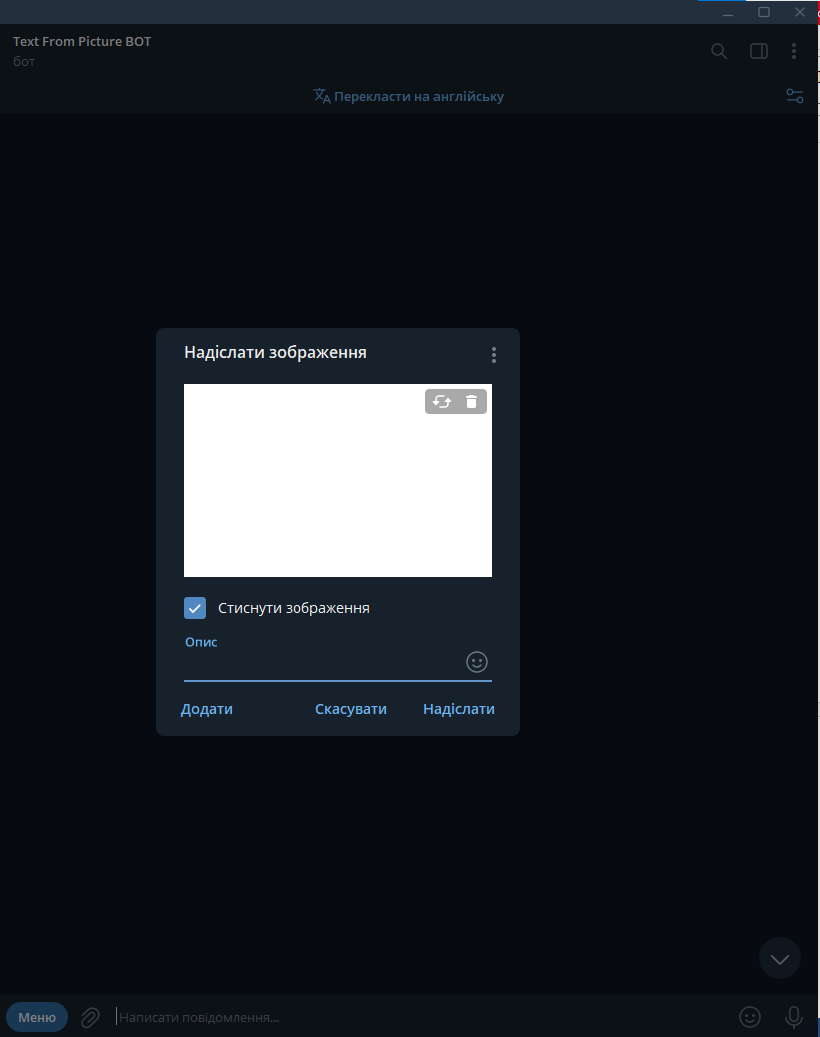 Text From Picture BOT
бот
Перекласти на англійську
Надіслати зображення
Стиснути зображення
Опис
Додати Скасувати Надіслати
Меню Написати повідомлення...